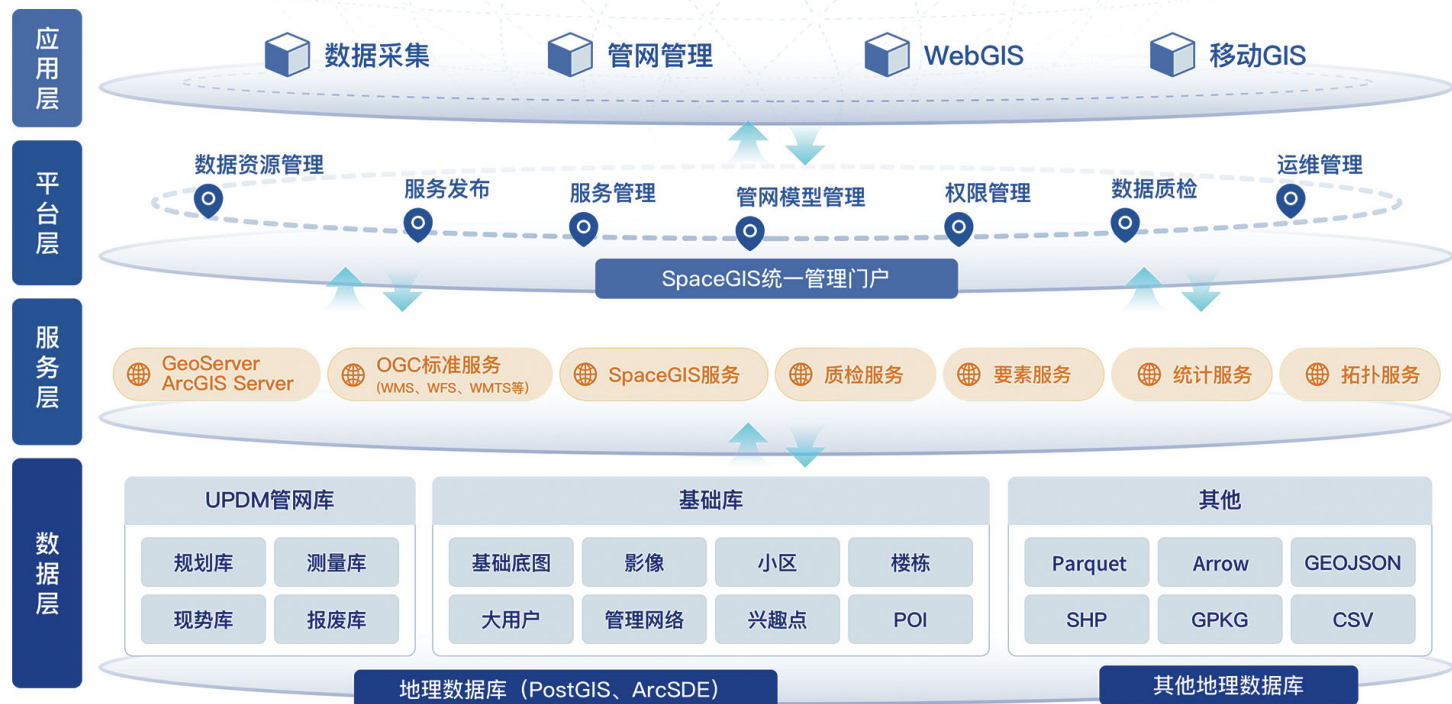 应用层
数据采集
管网管理
WebGIS
移动GIS
平台层
数据资源管理
服务发布
服务管理
管网模型管理
权限管理
数据质检
运维管理
SpaceGIS统一管理门户
服务层
GeoServer
ArcGIS Server
OGC标准服务
(WMS、WFS、WMTS等)
SpaceGIS服务
质检服务
要素服务
统计服务
拓扑服务
数据层
UPDM管网库
规划库
测量库
现势库
报废库
基础库
基础底图
影像
小区
楼栋
大用户
管理网络
兴趣点
POI
其他
Parquet
Arrow
GEOJSON
SHP
GPKG
CSV
地理数据库（PostGIS、ArcSDE）
其他地理数据库